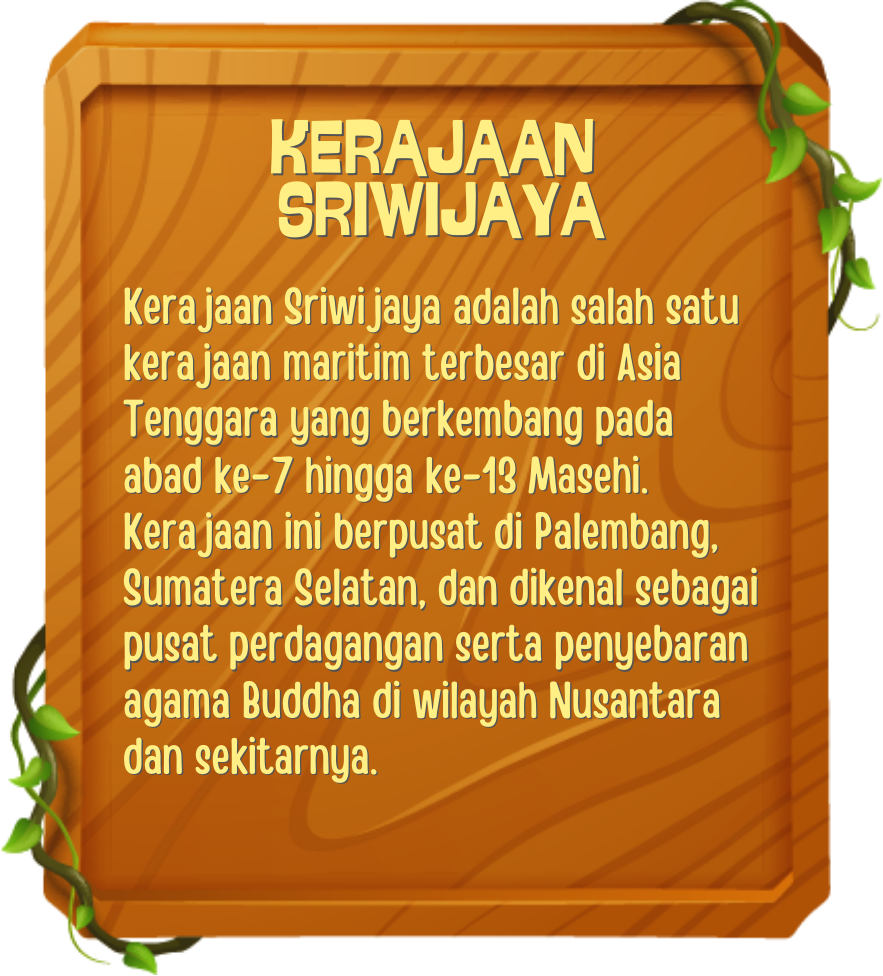 KERAJAAN
SRIWIJAYA
Kerajaan Sriwijaya adalah salah satu
kerajaan maritim terbesar di Asia
Tenggara yang berkembang pada
abad ke-7 hingga ke-13 Masehi.
Kerajaan ini berpusat di Palembang,
Sumatera Selatan, dan dikenal sebagai
pusat perdagangan serta penyebaran
agama Buddha di wilayah Nusantara
dan sekitarnya.